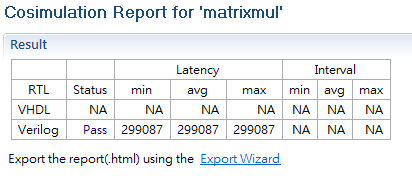 Cosimulation Report for 'matrixmul'
Result
Latency Interval
RTL Status min avg max min avg max
VHDL NA NA NA NA NA NA NA
Verilog Pass 299087 299087 299087 NA NA NA
Export the report(.html) using the Export Wizard